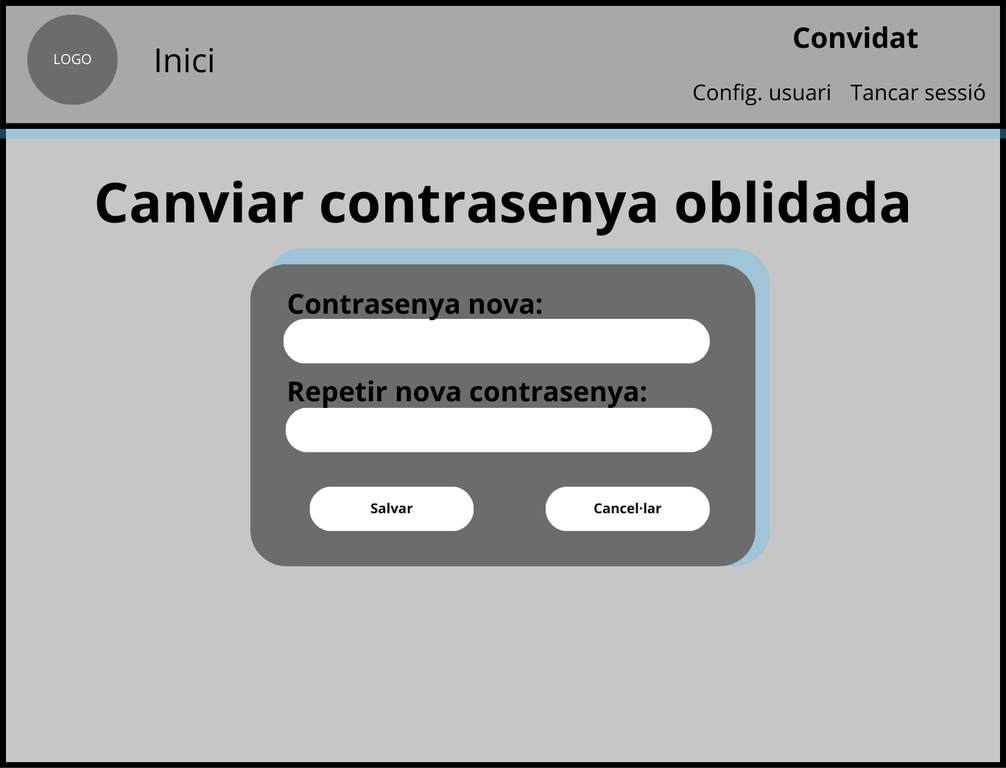 LOGO
Inici
Convidat
Config. usuari
Tancar sessió
Canviar contrasenya oblidada
Contrasenya nova:
Repetir nova contrasenya:
Salvar
Cancel·lar